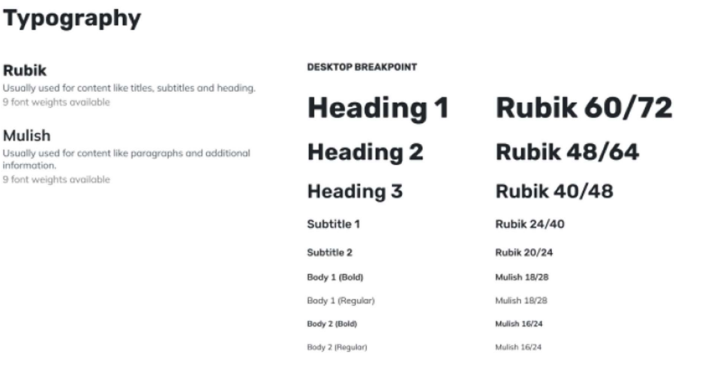 Typography
Rubik
Usually used for content like titles, subtitles and heading.
9 font weights available
Mulish
Usually used for content like paragraphs and additional
information.
9 font weights available
DESKTOP BREAKPOINT
Heading 1 Rubik 60/72
Heading 2 Rubik 48/64
Heading 3 Rubik 40/48
Subtitle 1 Rubik 24/40
Subtitle 2 Rubik 20/24
Body 1 (Bold) Mulish 18/28
Body 1 (Regular) Mulish 18/28
Body 2 (Bold) Mulish 16/24
Body 2 (Regular) Mulish 16/24